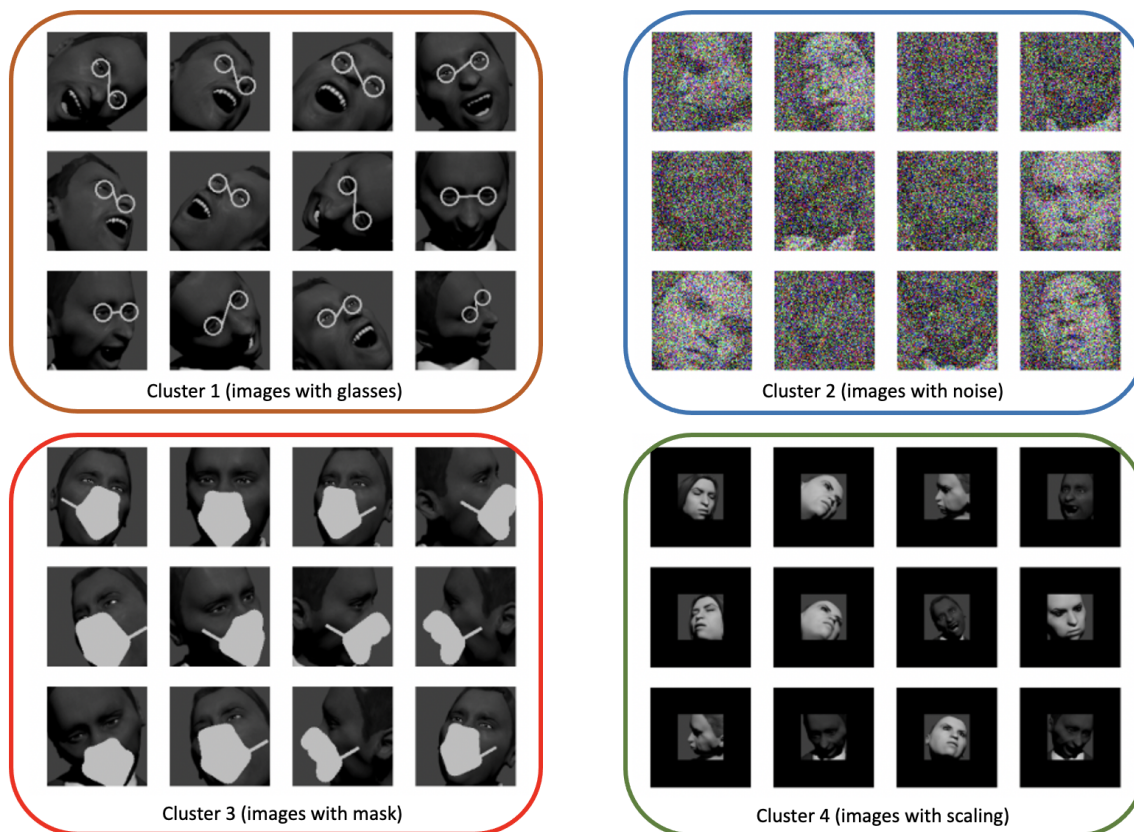 Cluster 1 (images with glasses)
Cluster 2 (images with noise)
Cluster 3 (images with mask)
Cluster 4 (images with scaling)